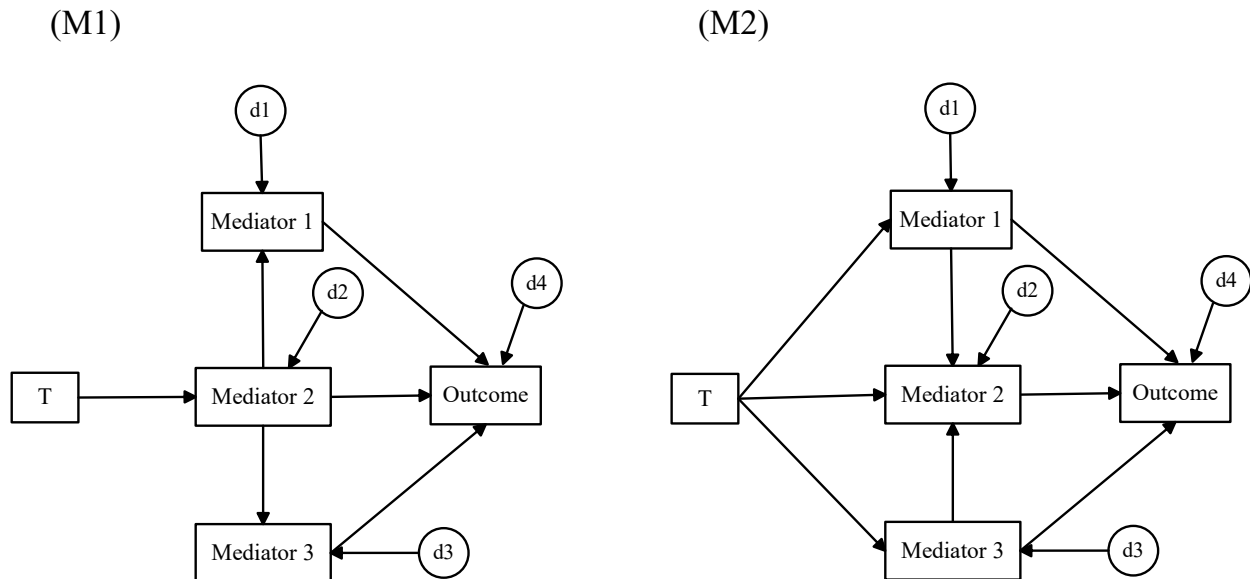 (M1)
d1
Mediator 1
d2
d4
T
Mediator 2
Outcome
Mediator 3
d3
(M2)
d1
Mediator 1
d2
d4
T
Mediator 2
Outcome
Mediator 3
d3